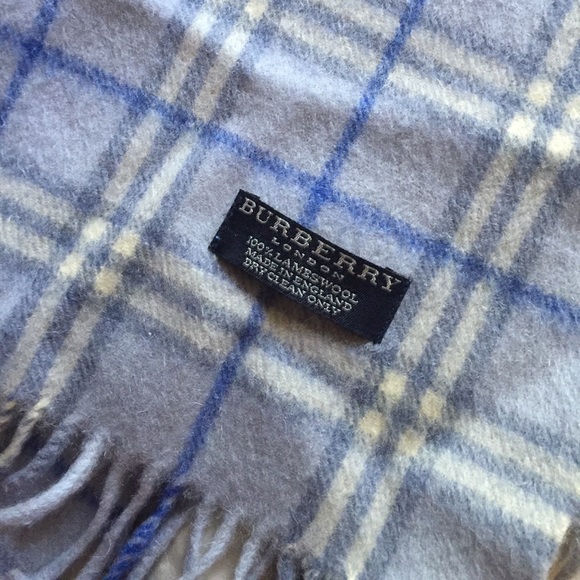 BURBERRY
LONDON
100% LAMBSWOOL
MADE IN ENGLAND
DRY CLEAN ONLY